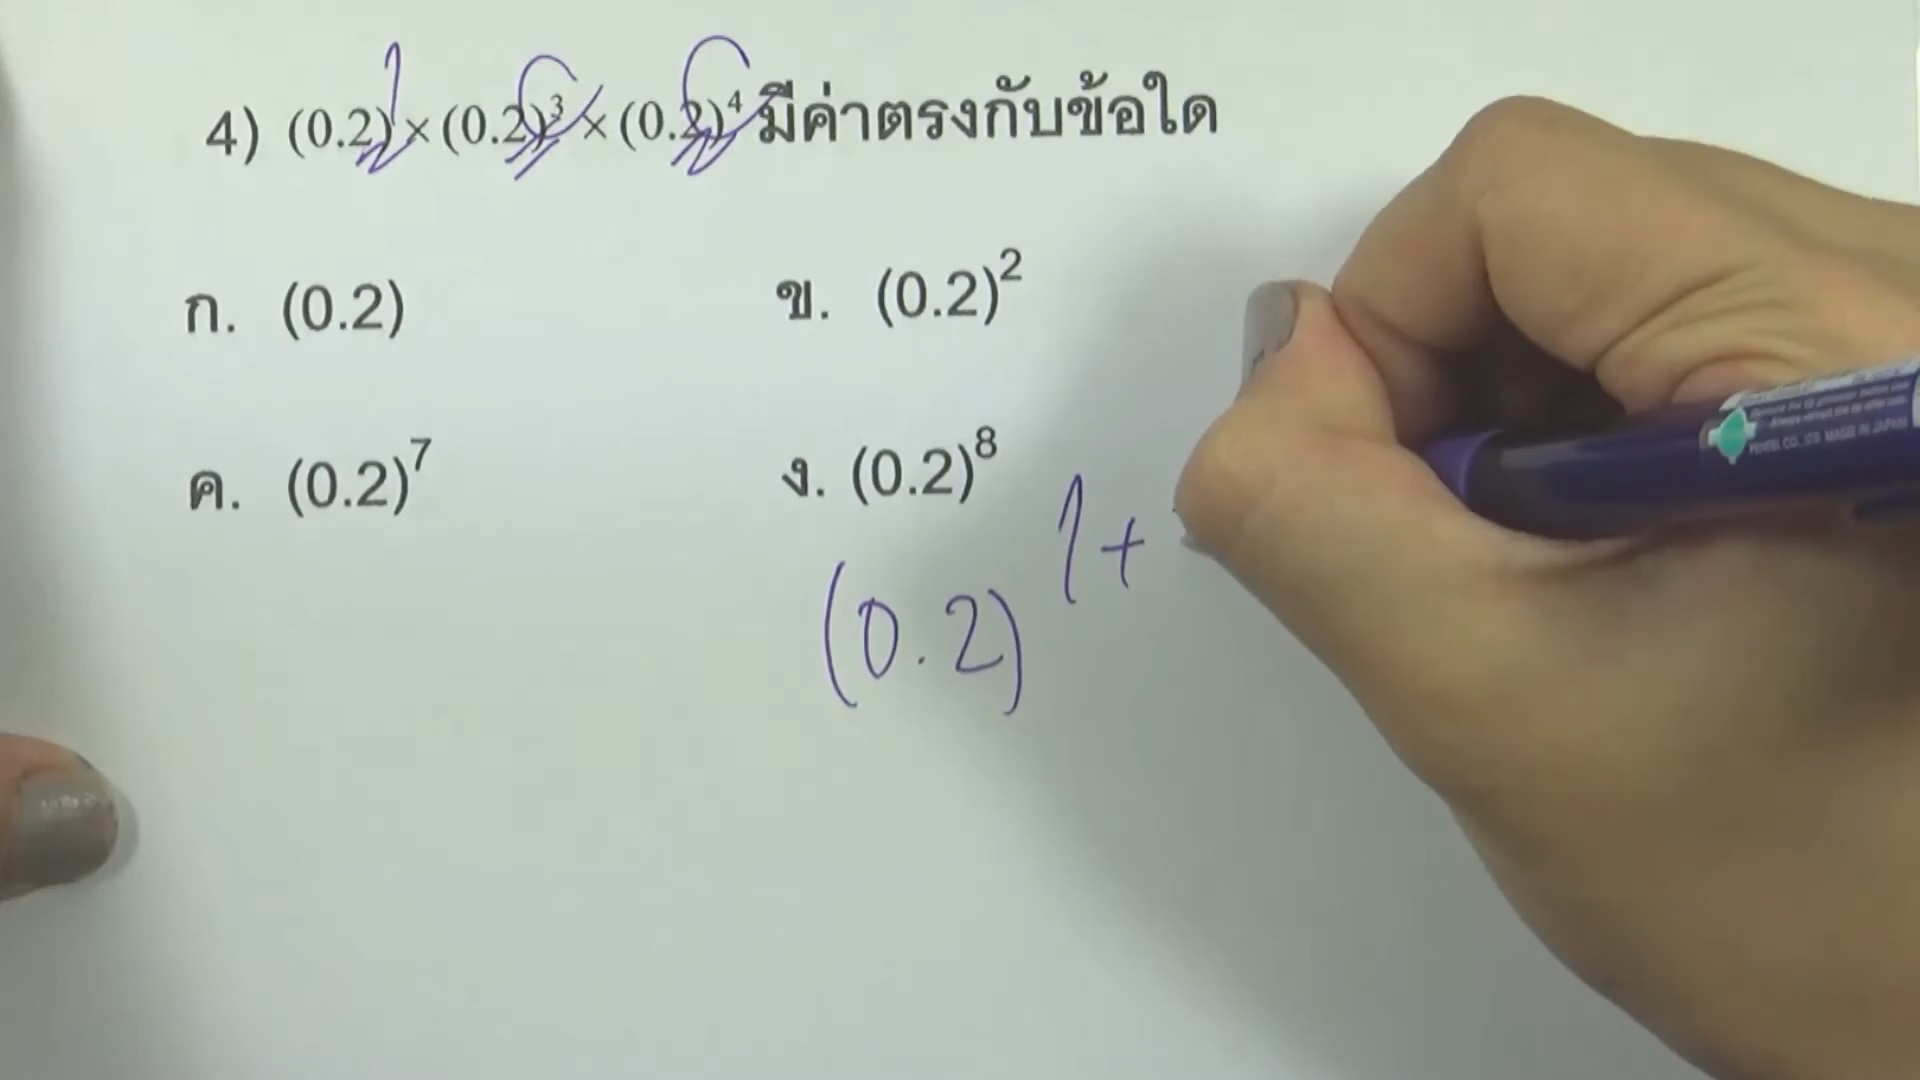 4) (0.2)¹ × (0.2)³ × (0.2)⁴ มีค่าตรงกับข้อใด
ก. (0.2) ข. (0.2)²
ค. (0.2)⁷ ง. (0.2)⁸
(0.2) 1+